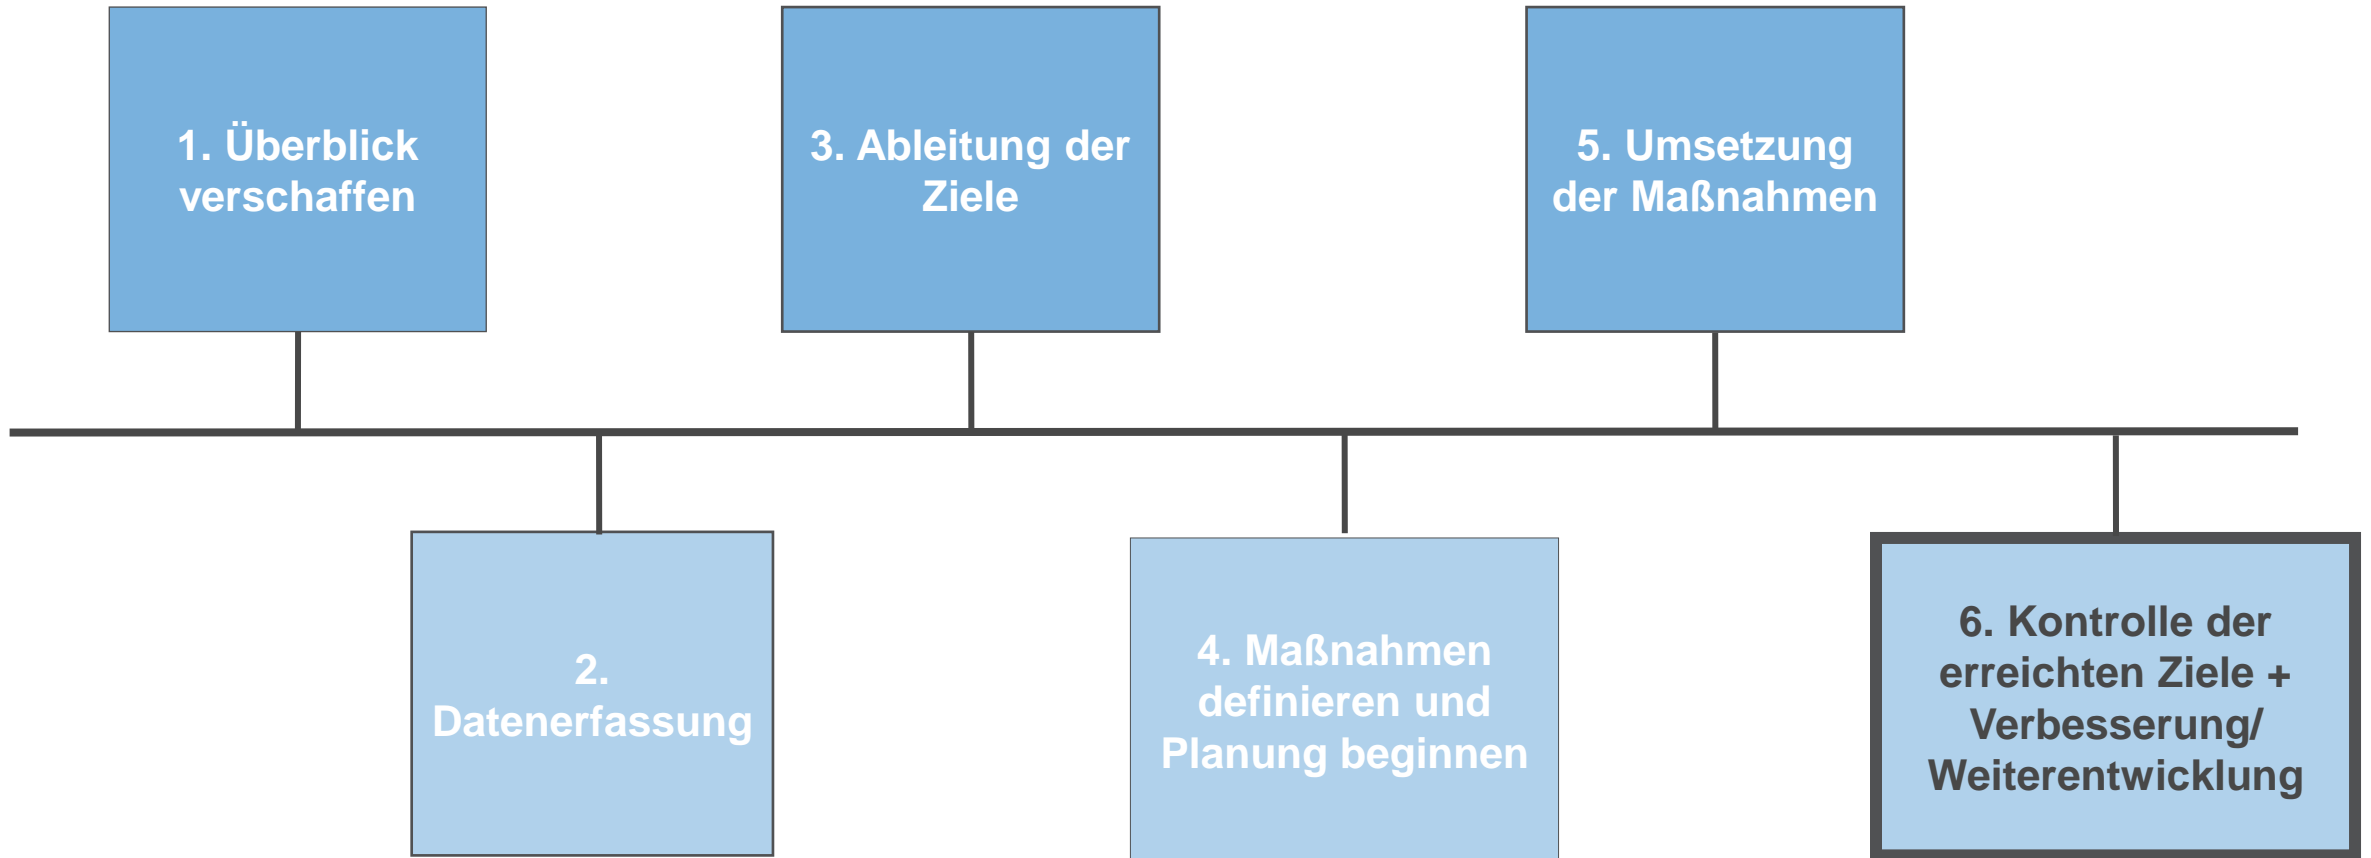 1. Überblick
verschaffen
3. Ableitung der
Ziele
5. Umsetzung
der Maßnahmen
2.
Datenerfassung
4. Maßnahmen
definieren und
Planung beginnen
6. Kontrolle der
erreichten Ziele +
Verbesserung/
Weiterentwicklung